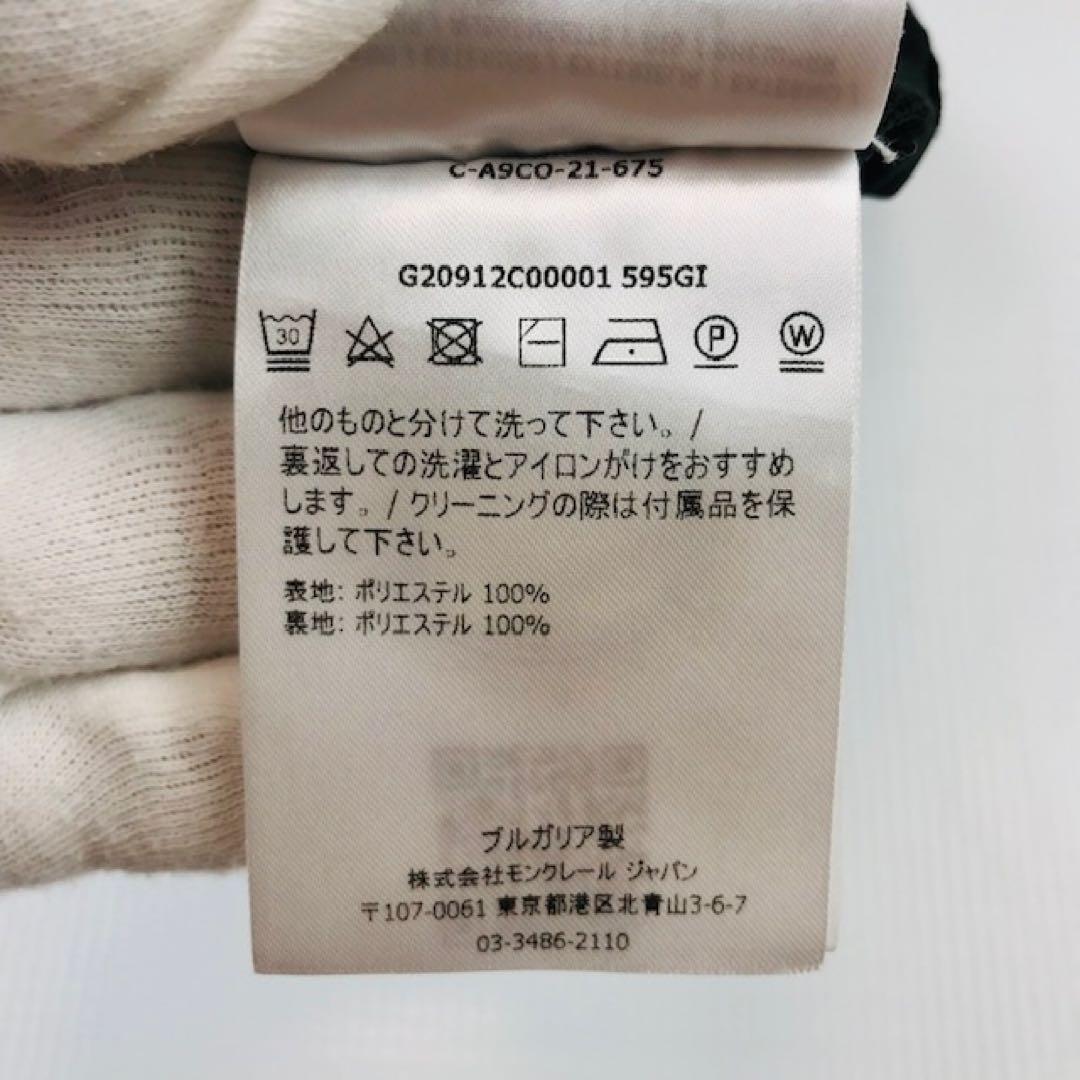 C-A9CO-21-675
G20912C00001 595GI
30
P
W
他のものと分けて洗って下さい。/
裏返しての洗濯とアイロンがけをおすすめ
します。/ クリーニングの際は付属品を保
護して下さい。
表地: ポリエステル 100%
裏地: ポリエステル 100%
ブルガリア製
株式会社モンクレール ジャパン
〒107-0061 東京都港区北青山3-6-7
03-3486-2110